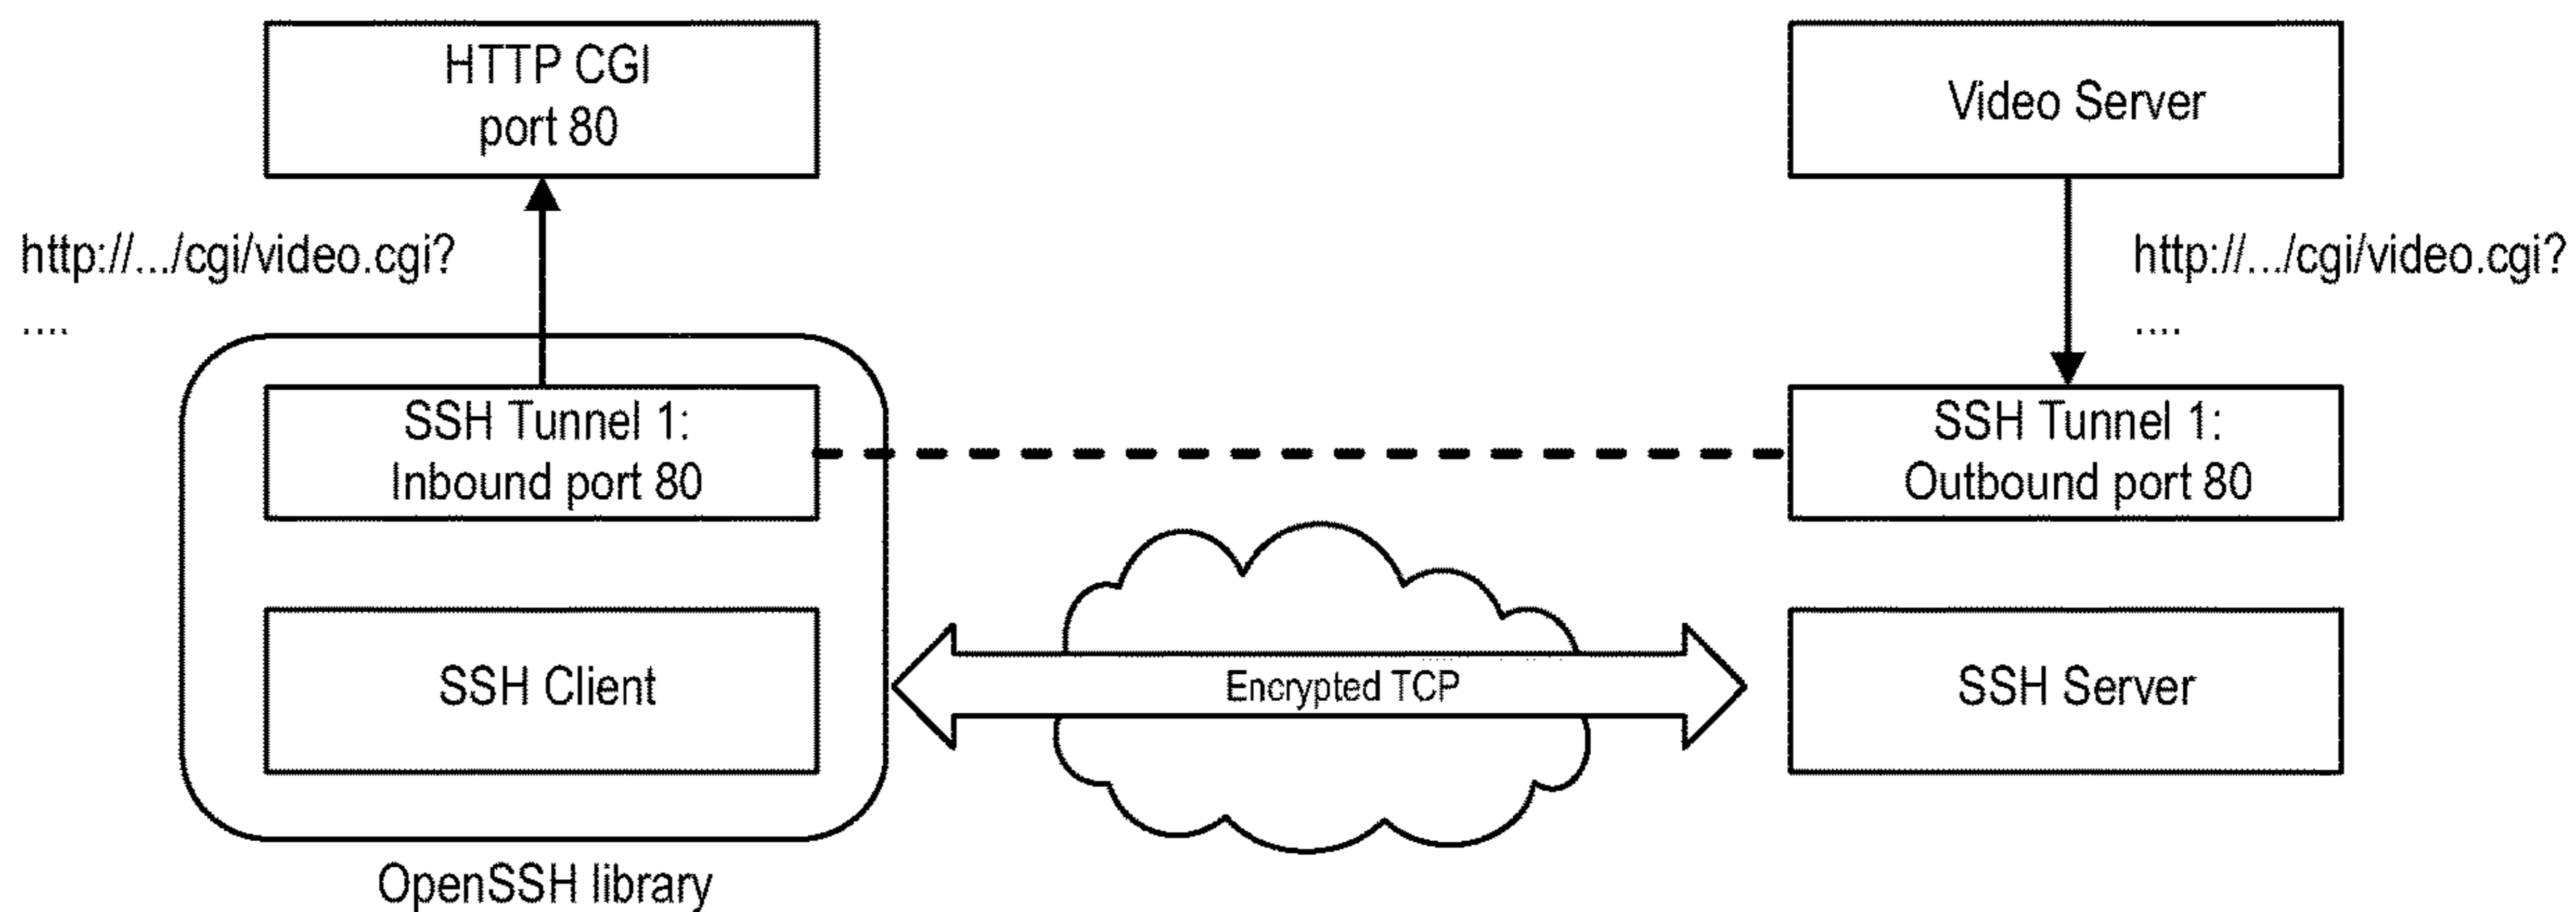 HTTP CGI
port 80
Video Server
http://.../cgi/video.cgi?
....
http://.../cgi/video.cgi?
....
SSH Tunnel 1:
Inbound port 80
SSH Tunnel 1:
Outbound port 80
SSH Client
Encrypted TCP
SSH Server
OpenSSH library